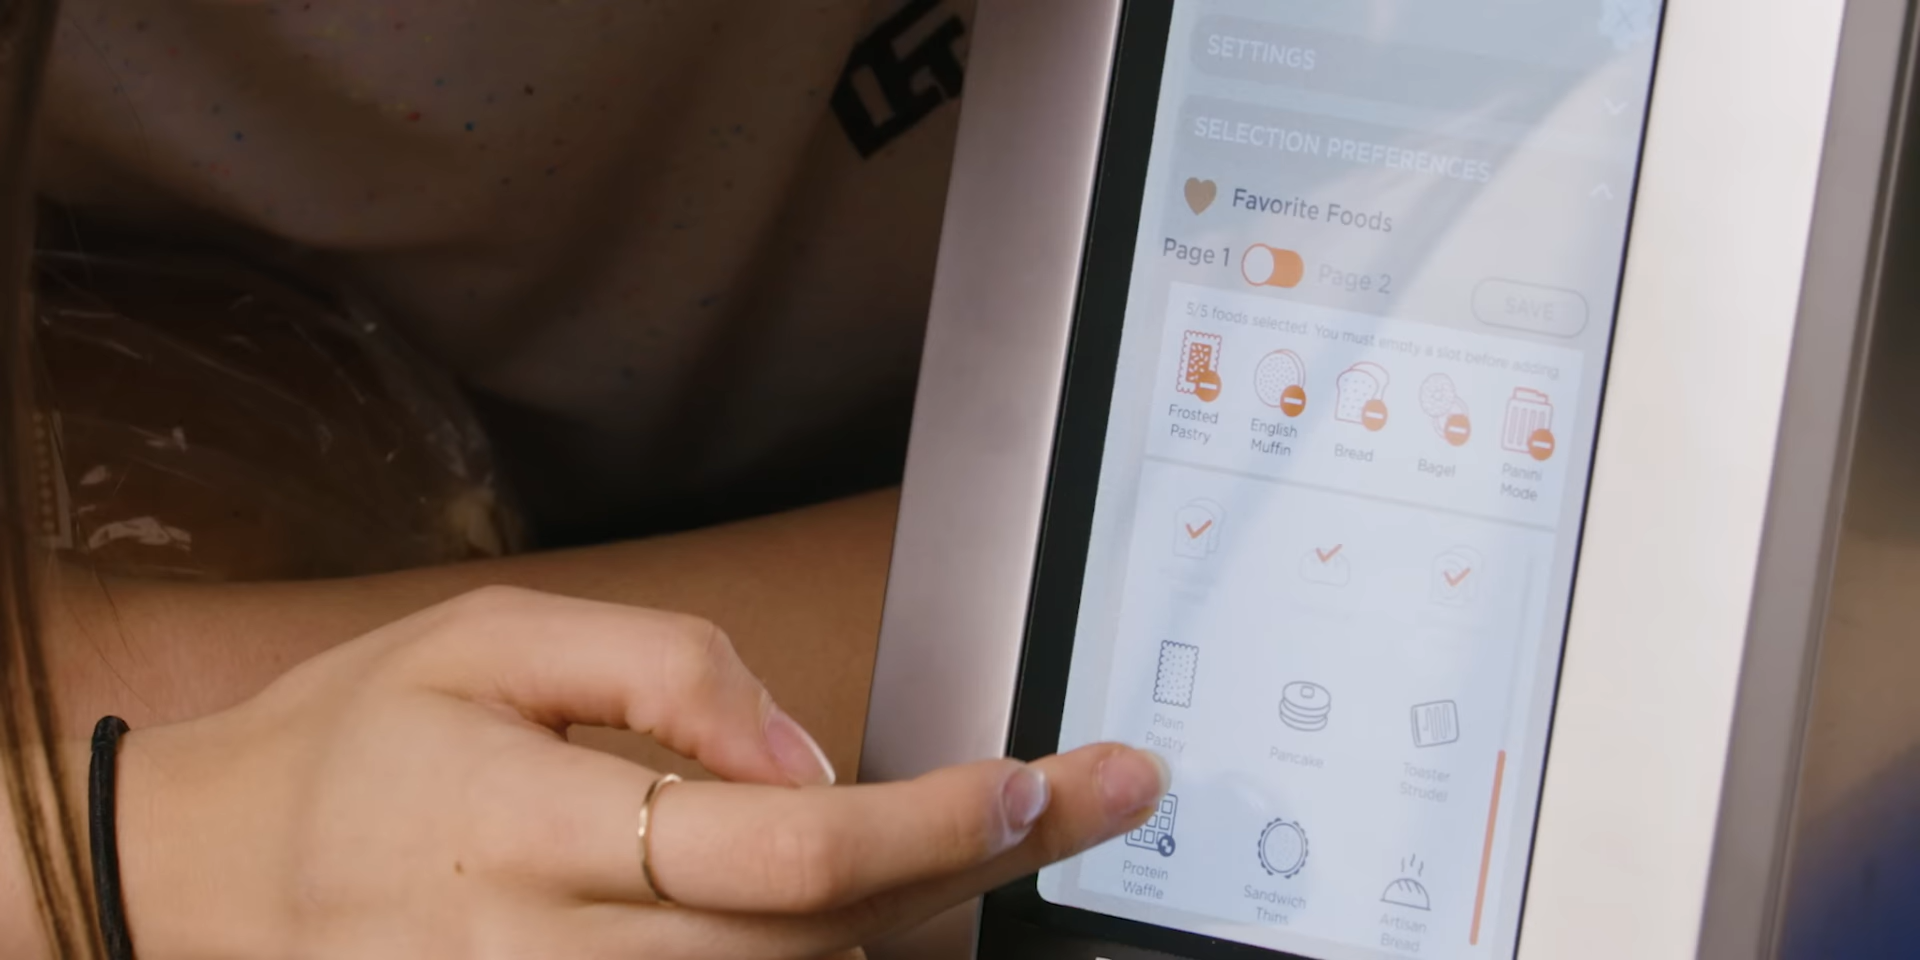 SETTINGS
SELECTION PREFERENCES
Favorite Foods
Page 1
Page 2
SAVE
5/5 foods selected. You must empty a slot before adding
Frosted
Pastry
English
Muffin
Bread
Bagel
Panini
Mode
Plain
Pastry
Pancake
Toaster
Strudel
Protein
Waffle
Sandwich
Thins
Artisan
Bread